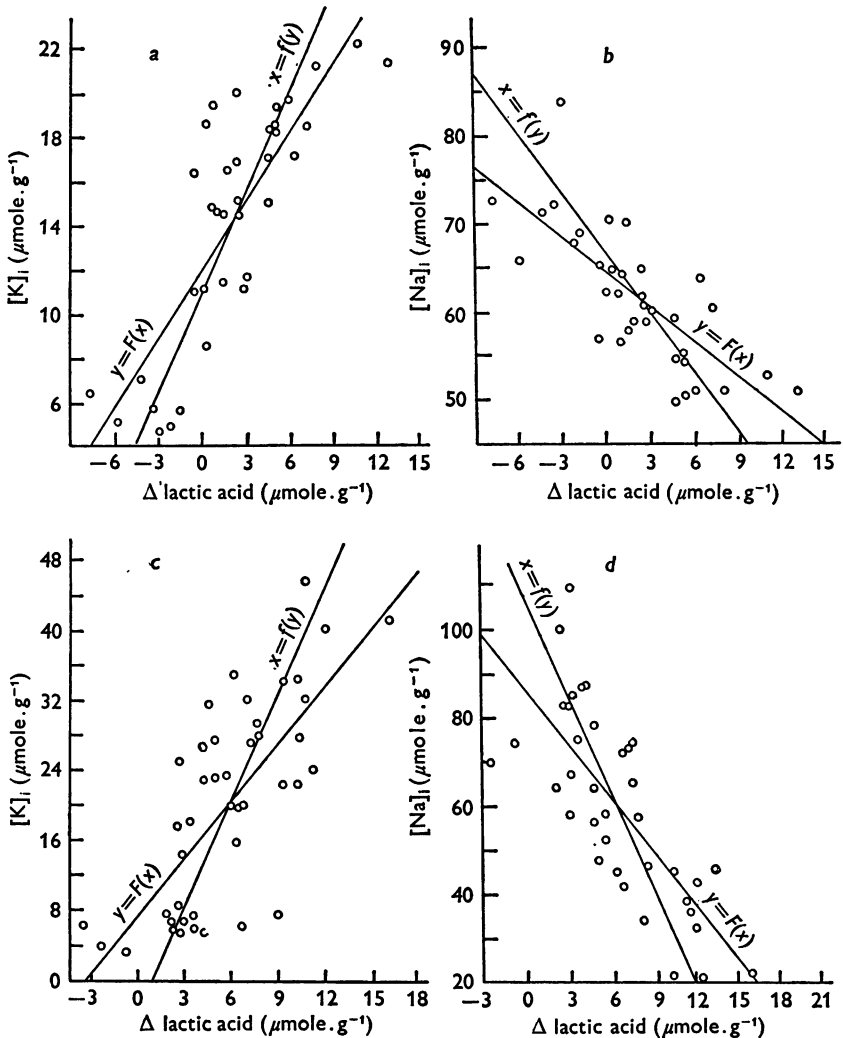 a
22
18
14
10
6
[K]i (μmole.g⁻¹)
x=f(y)
y=F(x)
−6 −3 0 3 6 9 12 15
Δ'lactic acid (μmole.g⁻¹)
b
90
80
70
60
50
[Na]i (μmole.g⁻¹)
x=f(y)
y=F(x)
−6 −3 0 3 6 9 15
Δ lactic acid (μmole.g⁻¹)
c
48
40
32
24
16
8
0
[K]i (μmole.g⁻¹)
x=f(y)
y=F(x)
−3 0 3 6 9 12 15 18
Δ lactic acid (μmole.g⁻¹)
d
100
80
60
40
20
[Na]i (μmole.g⁻¹)
x=f(y)
y=F(x)
−3 0 3 6 9 12 15 18 21
Δ lactic acid (μmole.g⁻¹)